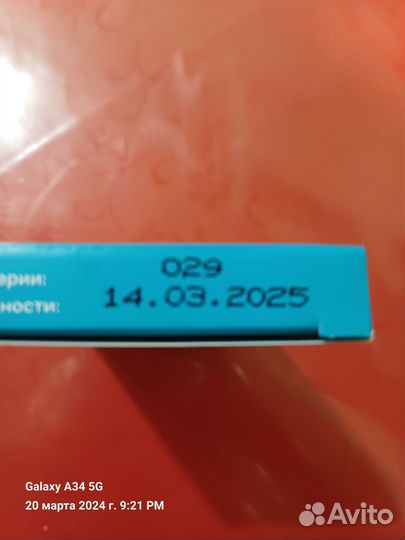 ерии: 029
ности: 14.03.2025
Galaxy A34 5G
20 марта 2024 г. 9:21 PM
Avito